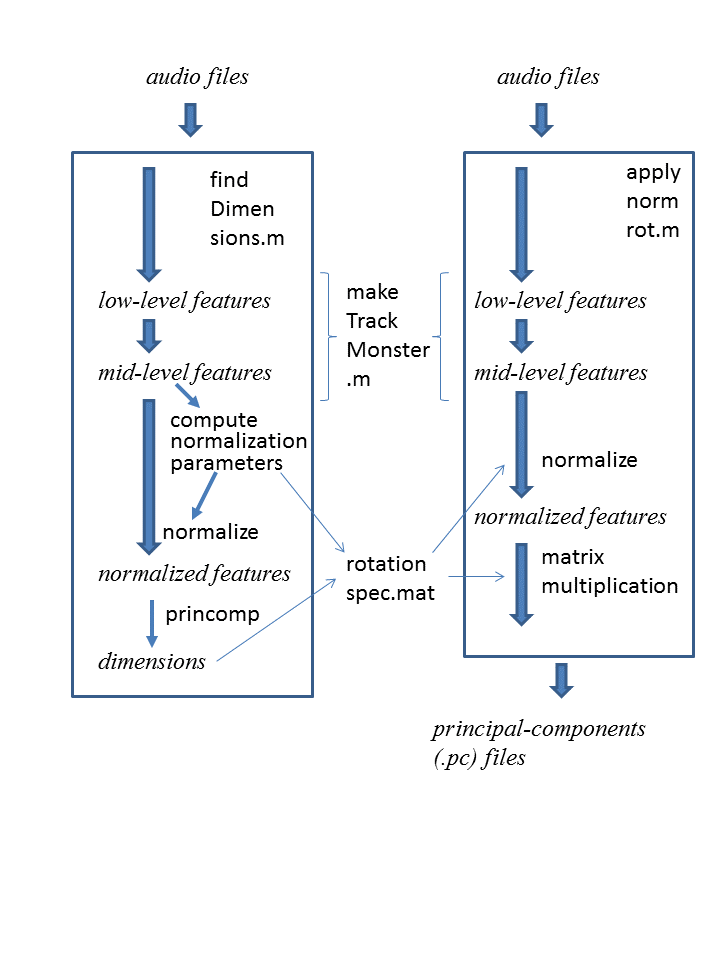 audio files
find
Dimen
sions.m
low-level features
mid-level features
compute
normalization
parameters
normalize
normalized features
princomp
dimensions
make
Track
Monster
.m
rotation
spec.mat
audio files
apply
norm
rot.m
low-level features
mid-level features
normalize
normalized features
matrix
multiplication
principal-components
(.pc) files